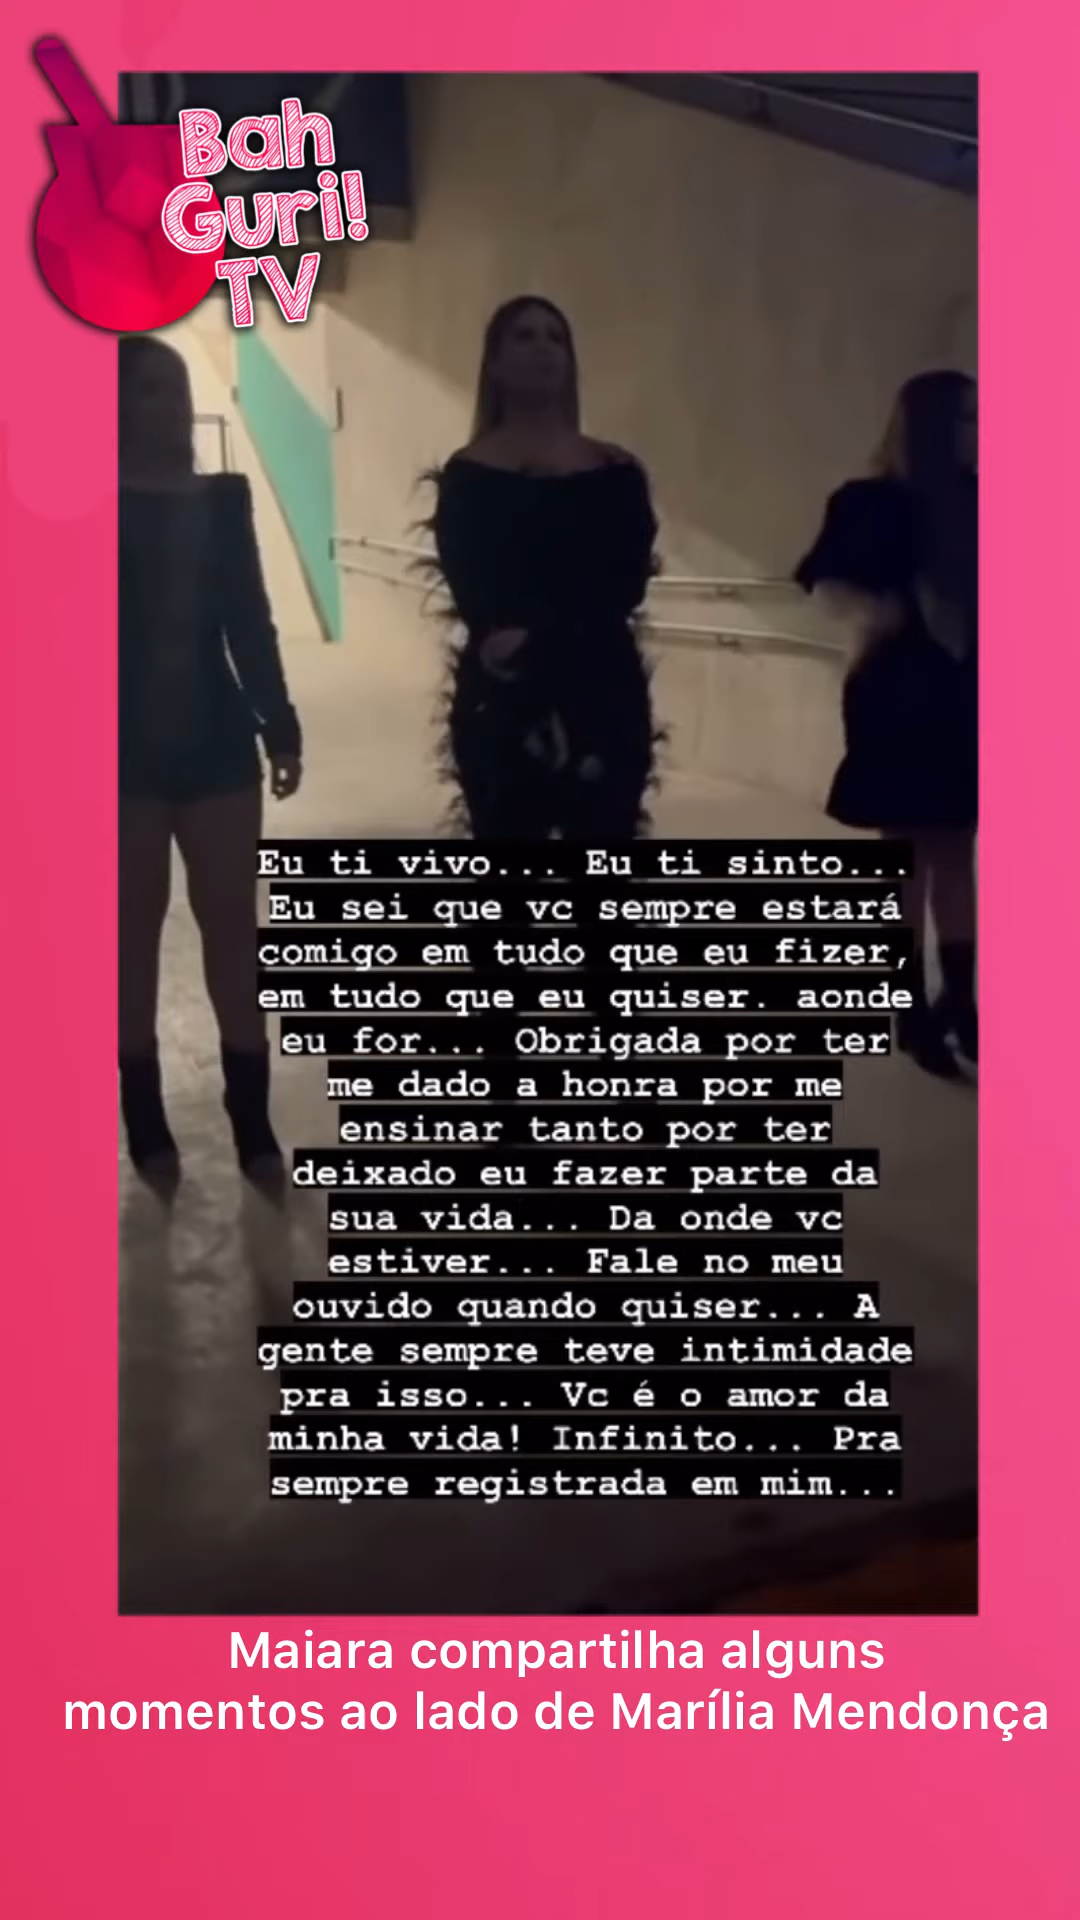 Bah
Guri!
TV
Eu ti vivo... Eu ti sinto...
Eu sei que vc sempre estará
comigo em tudo que eu fizer,
em tudo que eu quiser. aonde
eu for... Obrigada por ter
me dado a honra por me
ensinar tanto por ter
deixado eu fazer parte da
sua vida... Da onde vc
estiver... Fale no meu
ouvido quando quiser... A
gente sempre teve intimidade
pra isso... Vc é o amor da
minha vida! Infinito... Pra
sempre registrada em mim...
Maiara compartilha alguns
momentos ao lado de Marília Mendonça